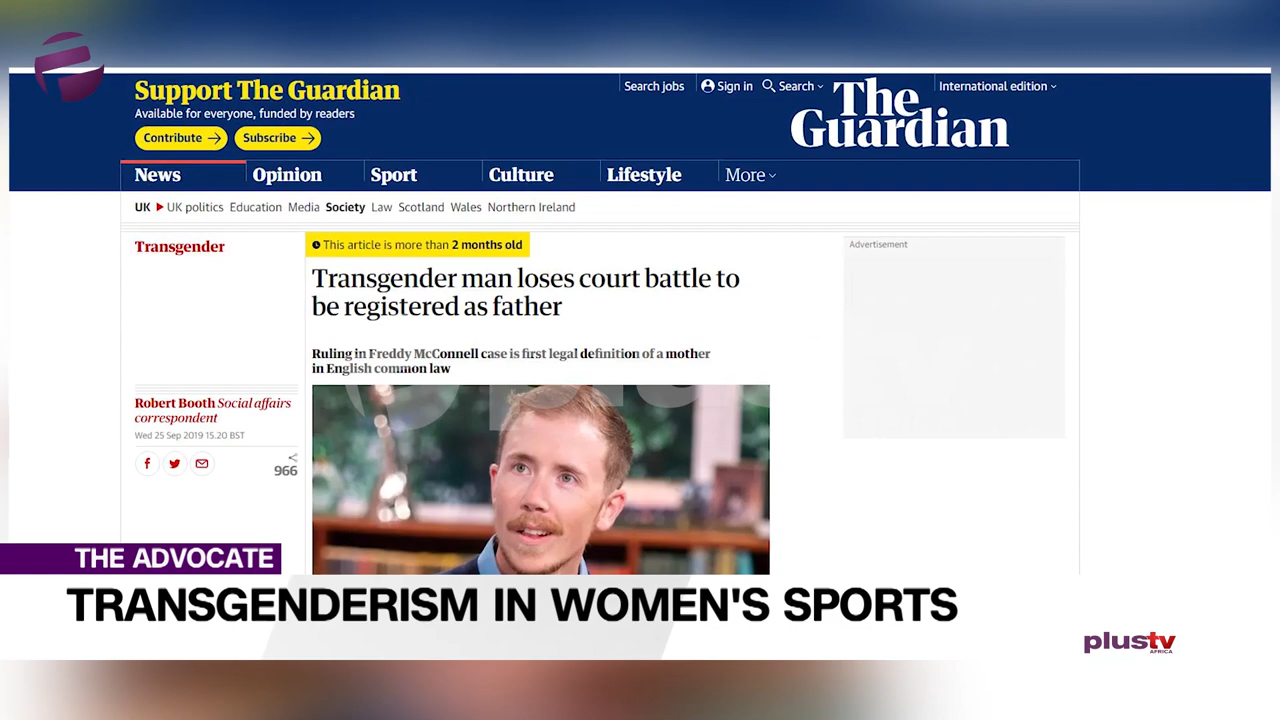 Support The Guardian
Available for everyone, funded by readers
Contribute →
Subscribe →
Search jobs
Sign in
Search
International edition
The Guardian
News
Opinion
Sport
Culture
Lifestyle
More
UK UK politics Education Media Society Law Scotland Wales Northern Ireland
Transgender
This article is more than 2 months old
Advertisement
Transgender man loses court battle to
be registered as father
Ruling in Freddy McConnell case is first legal definition of a mother
in English common law
Robert Booth Social affairs
correspondent
Wed 25 Sep 2019 15.20 BST
966
THE ADVOCATE
TRANSGENDERISM IN WOMEN'S SPORTS
plustv
AFRICA